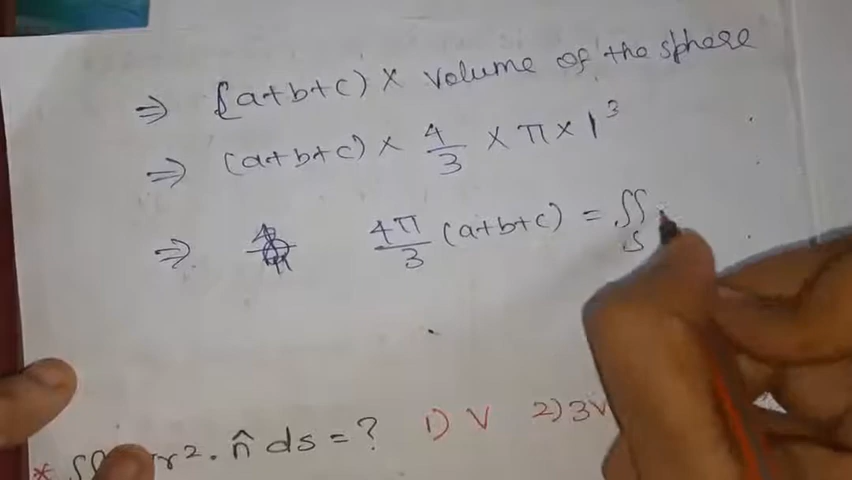 ⇒ (a+b+c) × volume of the sphere
⇒ (a+b+c) × 4/3 × π × 1³
⇒ 4π/3 (a+b+c) = ∬S
* ∬ r² · n̂ ds = ? 1) V 2) 3V